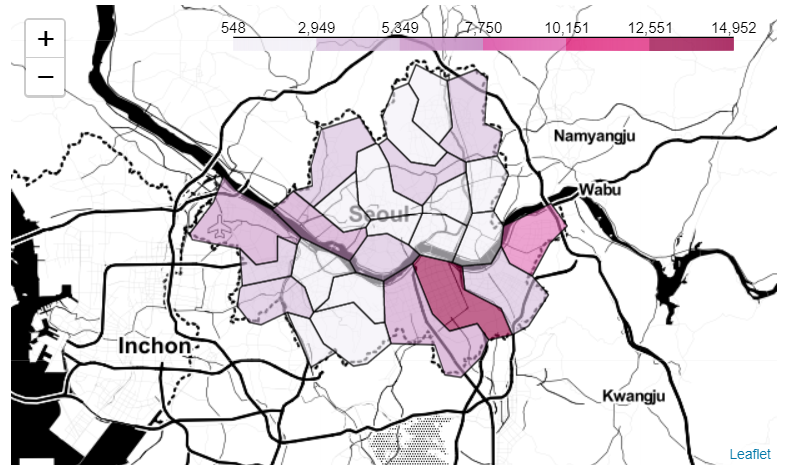 +
−
548 2,949 5,349 7,750 10,151 12,551 14,952
Namyangju
Wabu
Seoul
Inchon
Kwangju
Leaflet